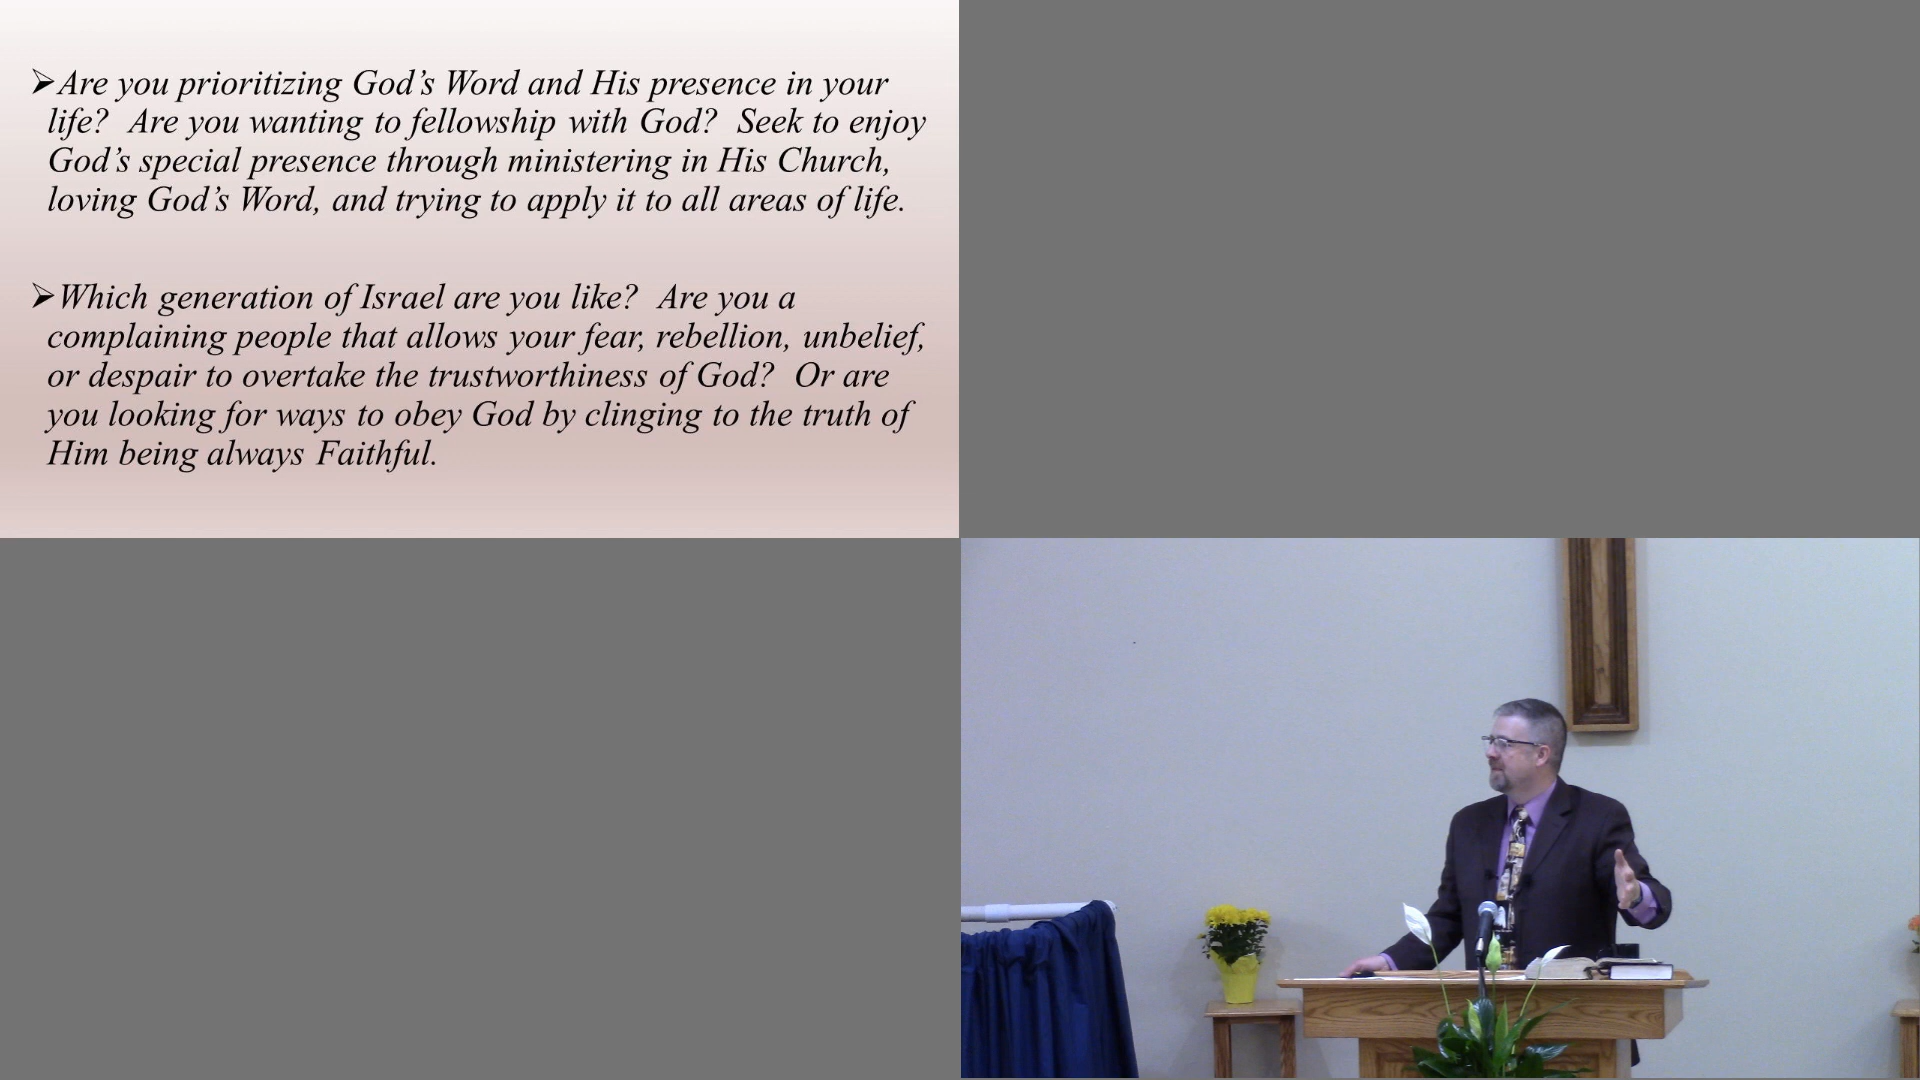 ➢Are you prioritizing God’s Word and His presence in your
life?  Are you wanting to fellowship with God?  Seek to enjoy
God’s special presence through ministering in His Church,
loving God’s Word, and trying to apply it to all areas of life.
➢Which generation of Israel are you like?  Are you a
complaining people that allows your fear, rebellion, unbelief,
or despair to overtake the trustworthiness of God?  Or are
you looking for ways to obey God by clinging to the truth of
Him being always Faithful.